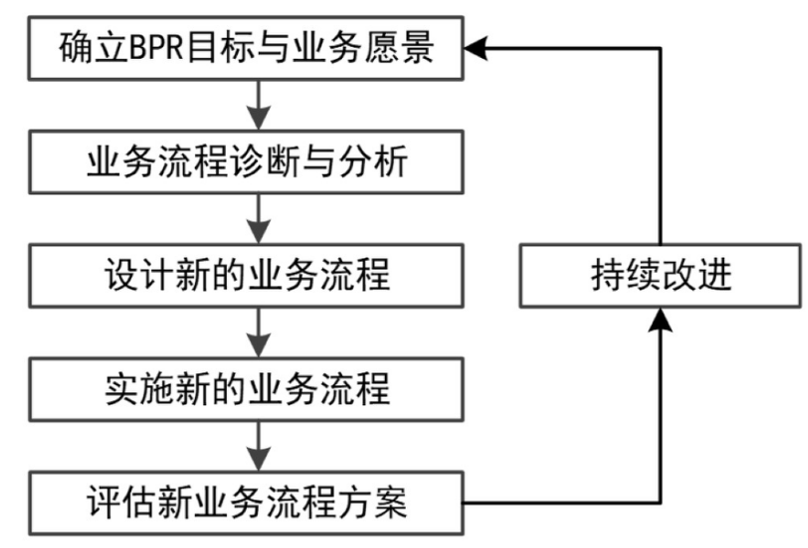 确立BPR目标与业务愿景
业务流程诊断与分析
设计新的业务流程
持续改进
实施新的业务流程
评估新业务流程方案